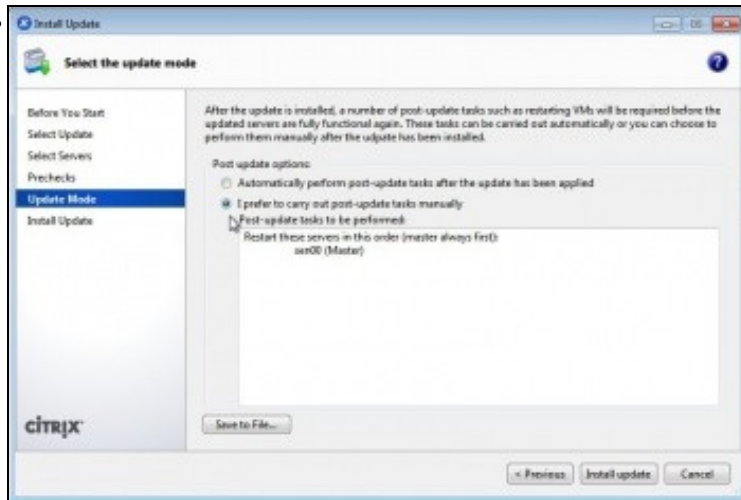 Install Update
Select the update mode
Before You Start
Select Update
Select Servers
Prechecks
Update Mode
Install Update
After the update is installed, a number of post-update tasks such as restarting VMs will be required before the
updated servers are fully functional again. These tasks can be carried out automatically or you can choose to
perform them manually after the udpate has been installed.
Post update options:
Automatically perform post-update tasks after the update has been applied
I prefer to carry out post-update tasks manually
Post-update tasks to be performed:
Restart these servers in this order (master always first):
(Master)
CİTRIX
Save to File...
< Previous
Install update
Cancel